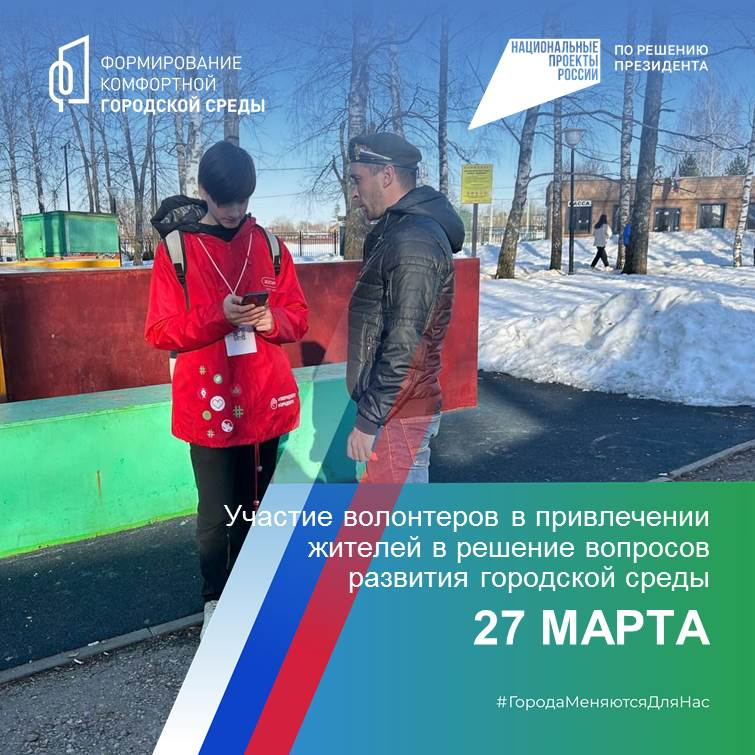 ФОРМИРОВАНИЕ
КОМФОРТНОЙ
ГОРОДСКОЙ СРЕДЫ
НАЦИОНАЛЬНЫЕ
ПРОЕКТЫ
РОССИИ
ПО РЕШЕНИЮ
ПРЕЗИДЕНТА
КАССА
Участие волонтеров в привлечении
жителей в решение вопросов
развития городской среды
27 МАРТА
#ГородаМеняютсяДляНас